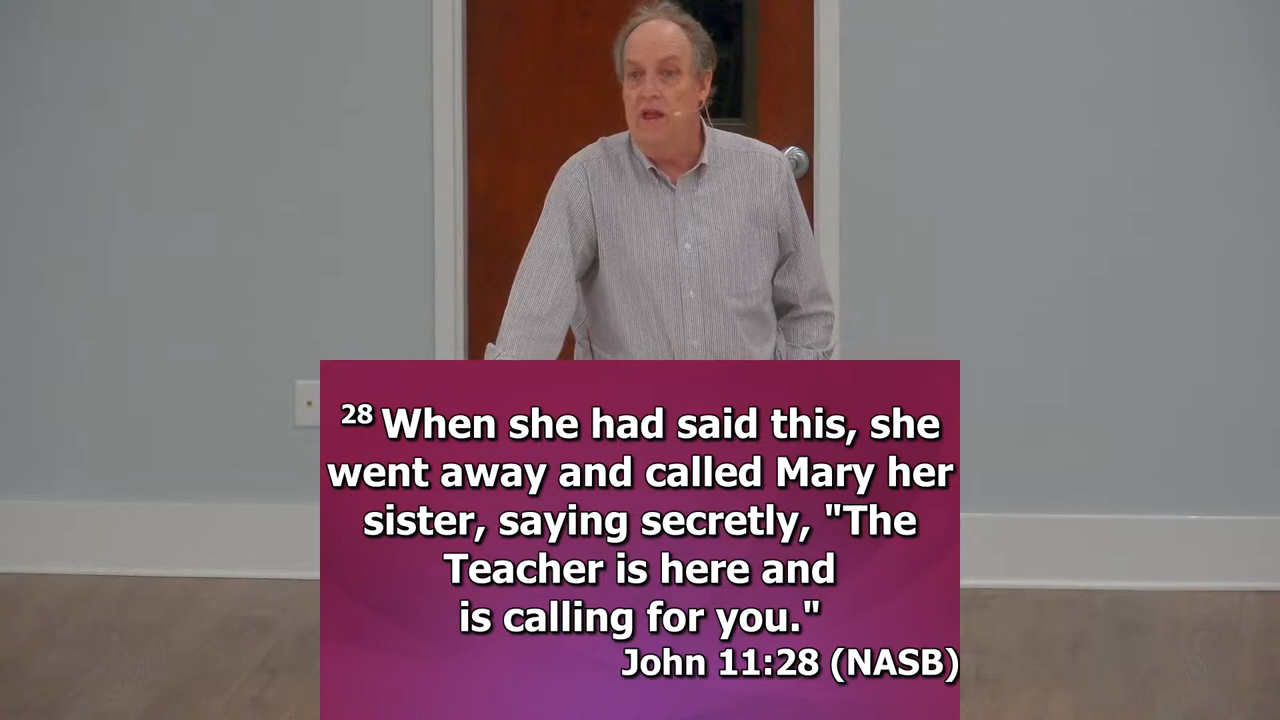 28 When she had said this, she
went away and called Mary her
sister, saying secretly, "The
Teacher is here and
is calling for you."
John 11:28 (NASB)